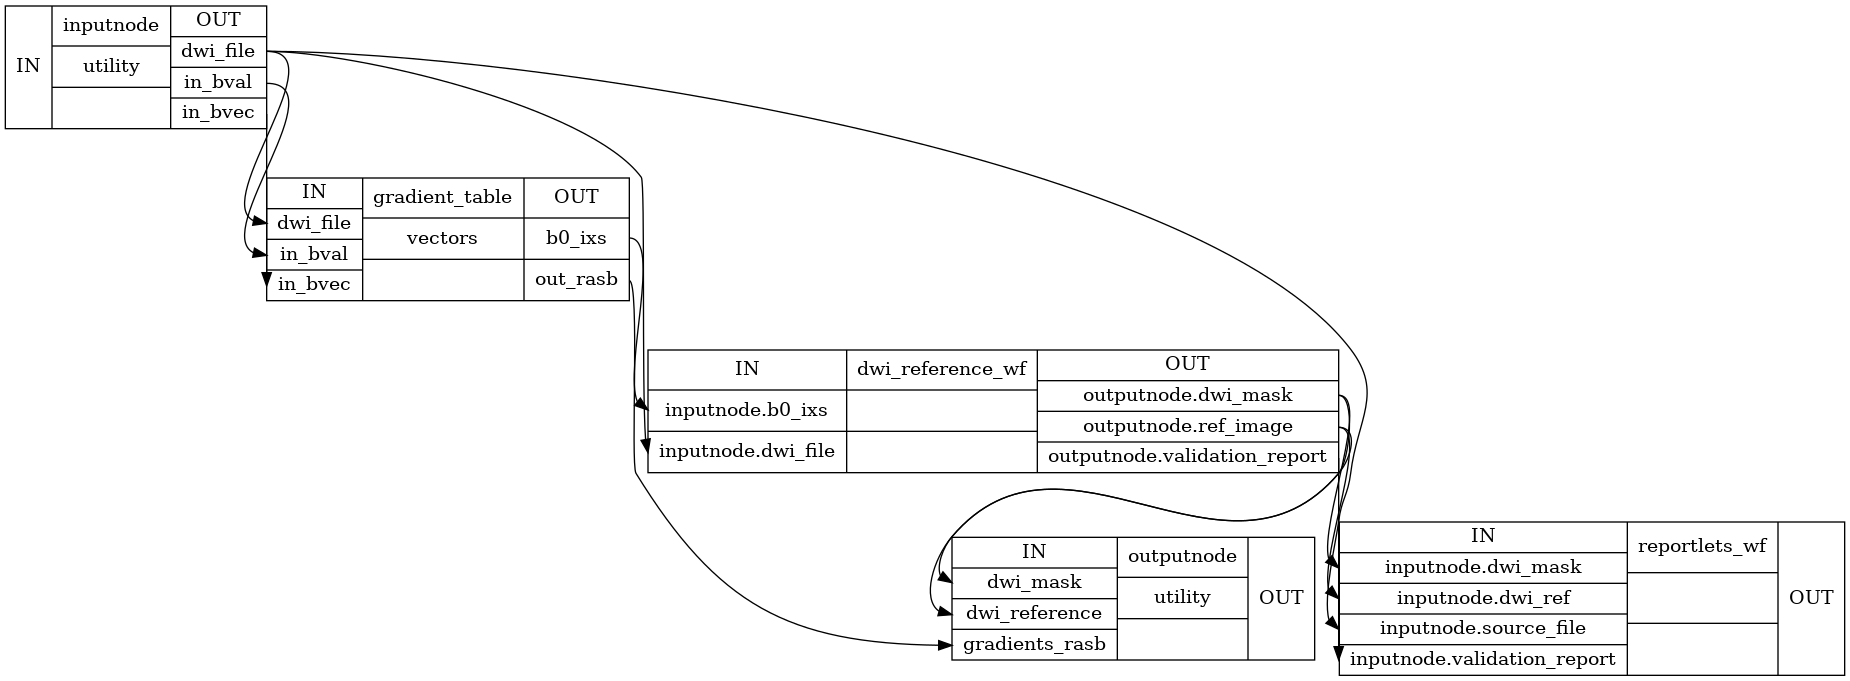 IN
inputnode
utility
OUT
dwi_file
in_bval
in_bvec
IN
dwi_file
in_bval
in_bvec
gradient_table
vectors
OUT
b0_ixs
out_rasb
IN
inputnode.b0_ixs
inputnode.dwi_file
dwi_reference_wf
OUT
outputnode.dwi_mask
outputnode.ref_image
outputnode.validation_report
IN
dwi_mask
dwi_reference
gradients_rasb
outputnode
utility
OUT
IN
inputnode.dwi_mask
inputnode.dwi_ref
inputnode.source_file
inputnode.validation_report
reportlets_wf
OUT